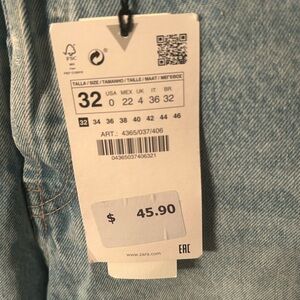 FSC
TALLA / SIZE / TAMANHO / TAILLE / MAAT / ΜΕΓΕΘΟΣ
32 USA MEX UK IT BR
0 22 4 36 32
32 34 36 38 40 42 44 46
ART.: 4365/037/406
04365037406321
$ 45.90
www.zara.com
EAC